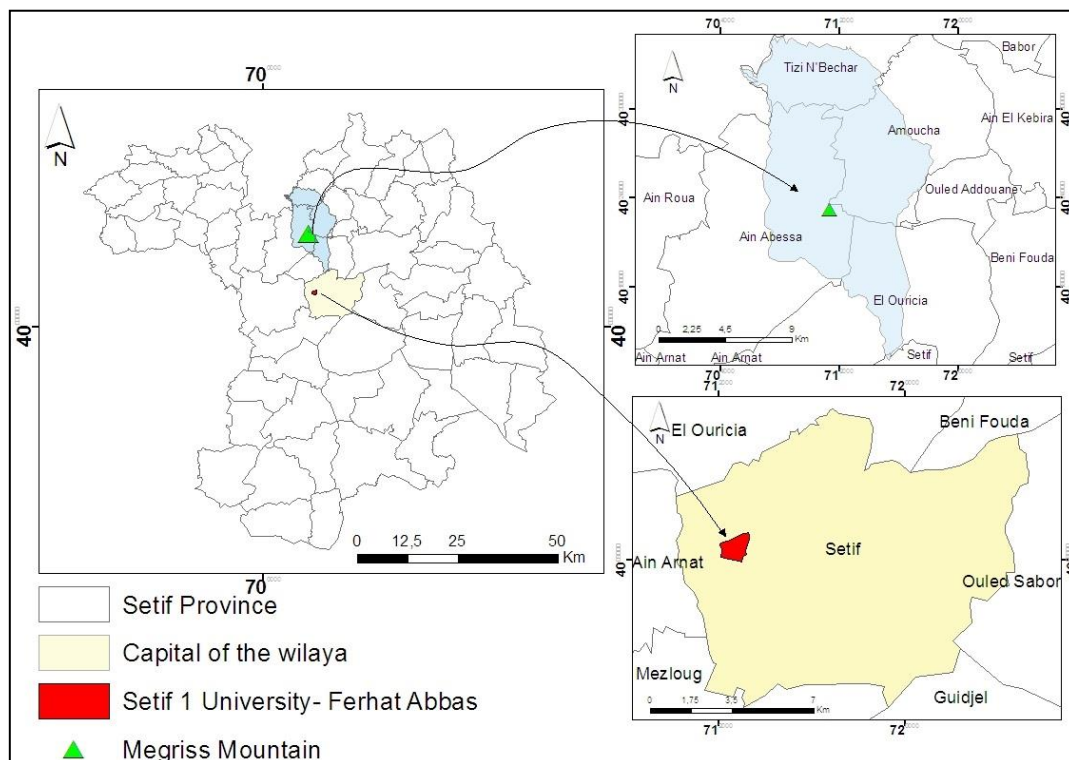 70
N
40
40
0 12,5 25 50
Km
70
Setif Province
Capital of the wilaya
Setif 1 University- Ferhat Abbas
Megriss Mountain
70 71 72
Babor
N
Tizi N'Bechar
40
40
Amoucha
Ain El Kebira
40
40
Ain Roua
Ouled Addouane
Ain Abessa
Beni Fouda
40
40
El Ouricia
0 2,25 4,5 9
Km
Ain Arnat Ain Arnat
Setif
Setif
70 71 72
71 72
N
El Ouricia
Beni Fouda
Setif
40
40
Ain Arnat
Ouled Sabor
Mezloug
0 1,75 3,5 7
Km
Guidjel
71 72